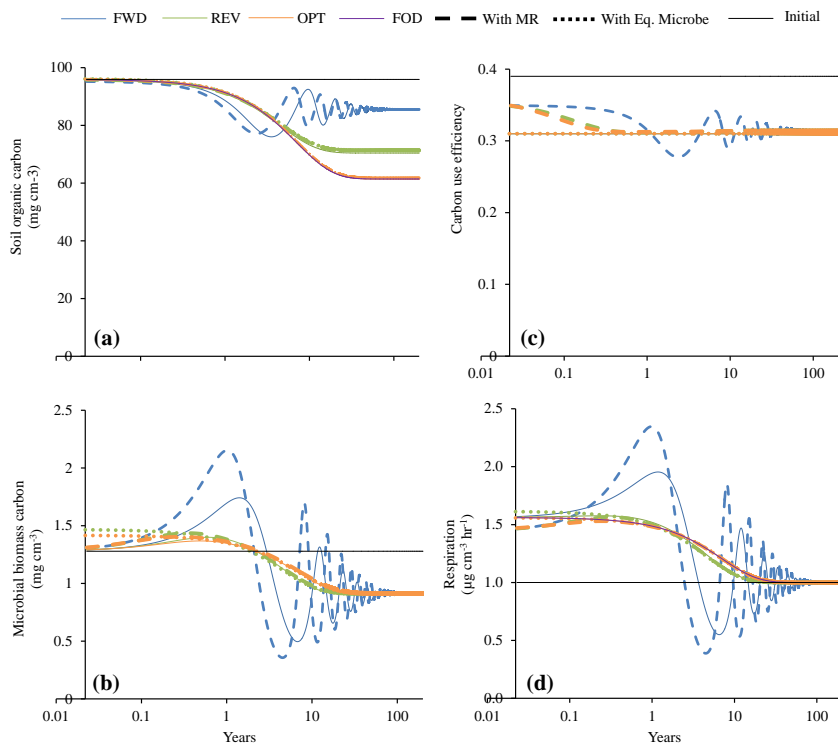 FWD REV OPT FOD With MR With Eq. Microbe Initial
100
80
60
40
20
0
Soil organic carbon
(mg cm-3)
(a)
0.4
0.3
0.2
0.1
0
Carbon use efficiency
(c)
0.01 0.1 1 10 100
2.5
2
1.5
1
0.5
0
Microbial biomass carbon
(mg cm⁻³)
(b)
0.01 0.1 1 10 100
Years
2.5
2.0
1.5
1.0
0.5
0.0
Respiration
(µg cm⁻³ hr⁻¹)
(d)
0.01 0.1 1 10 100
Years